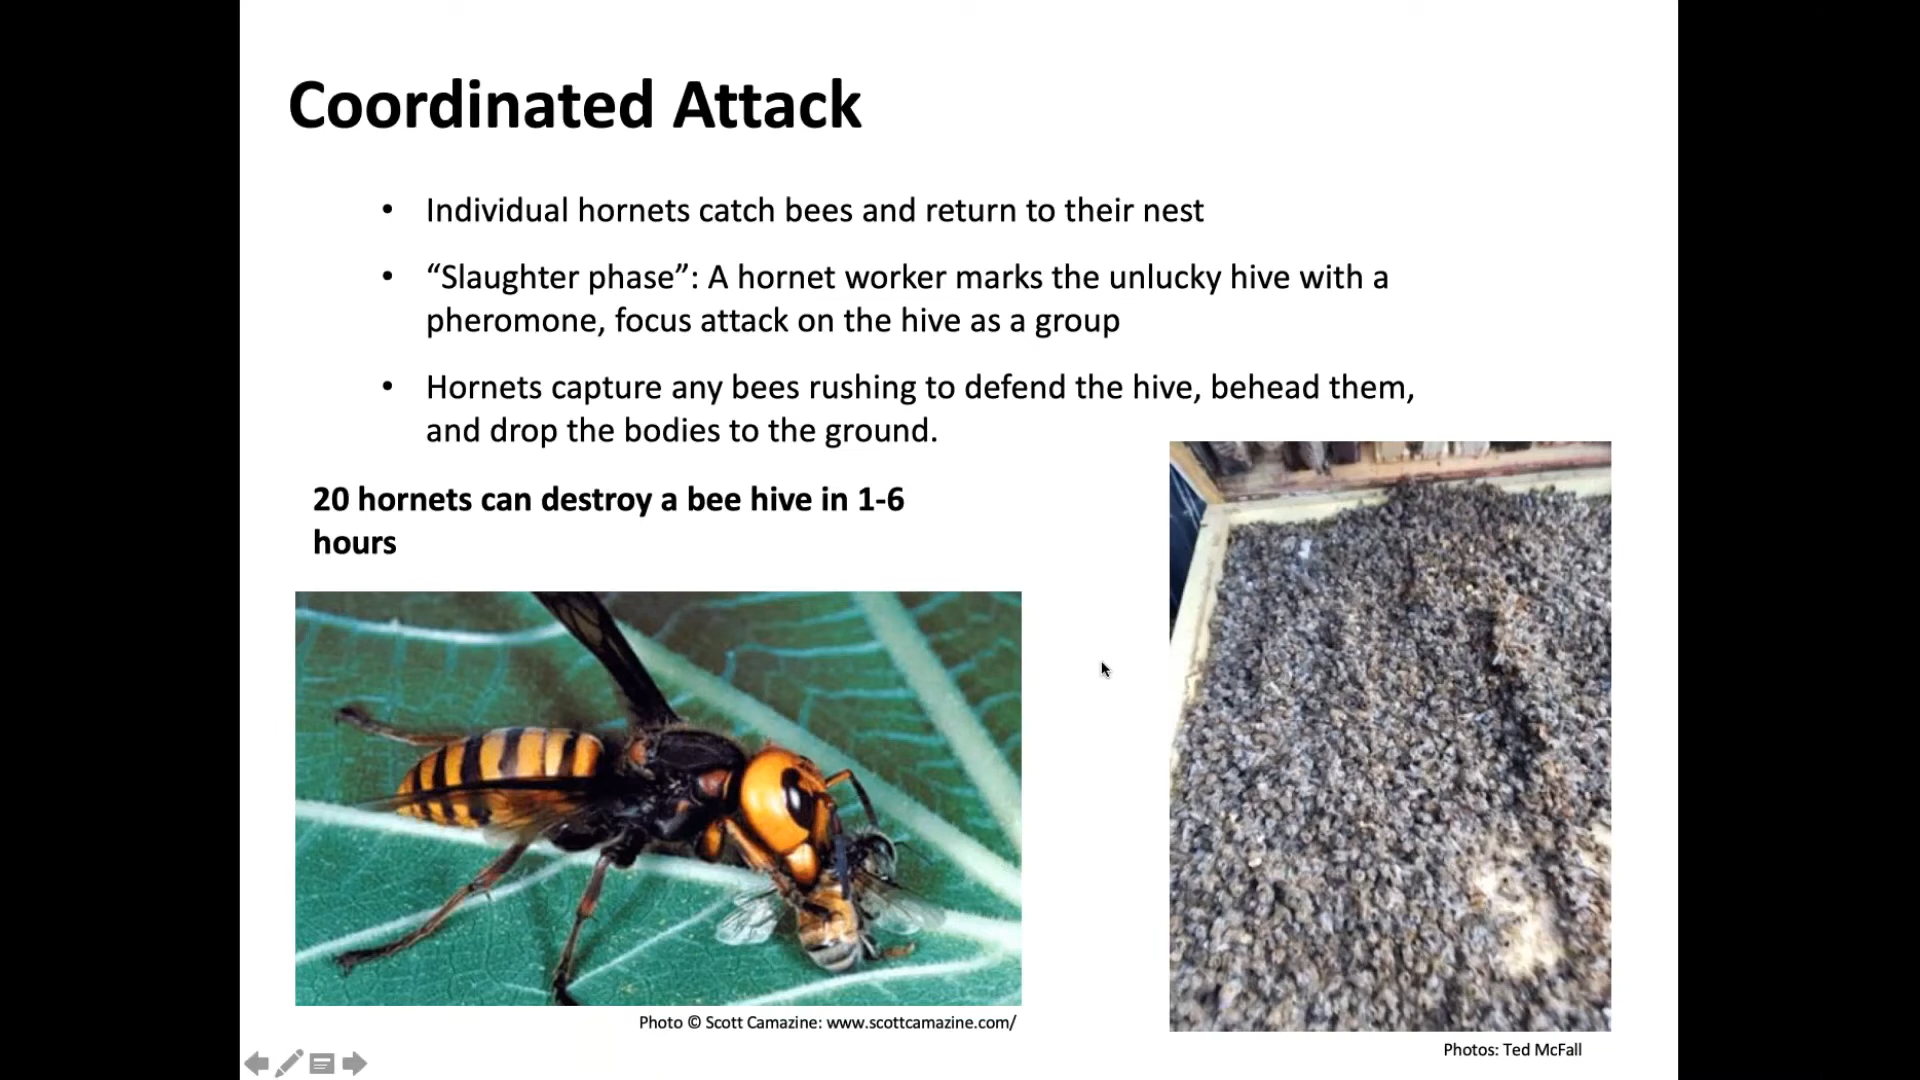 Coordinated Attack
• Individual hornets catch bees and return to their nest
• “Slaughter phase”: A hornet worker marks the unlucky hive with a
pheromone, focus attack on the hive as a group
• Hornets capture any bees rushing to defend the hive, behead them,
and drop the bodies to the ground.
20 hornets can destroy a bee hive in 1-6
hours
Photo © Scott Camazine: www.scottcamazine.com/
Photos: Ted McFall